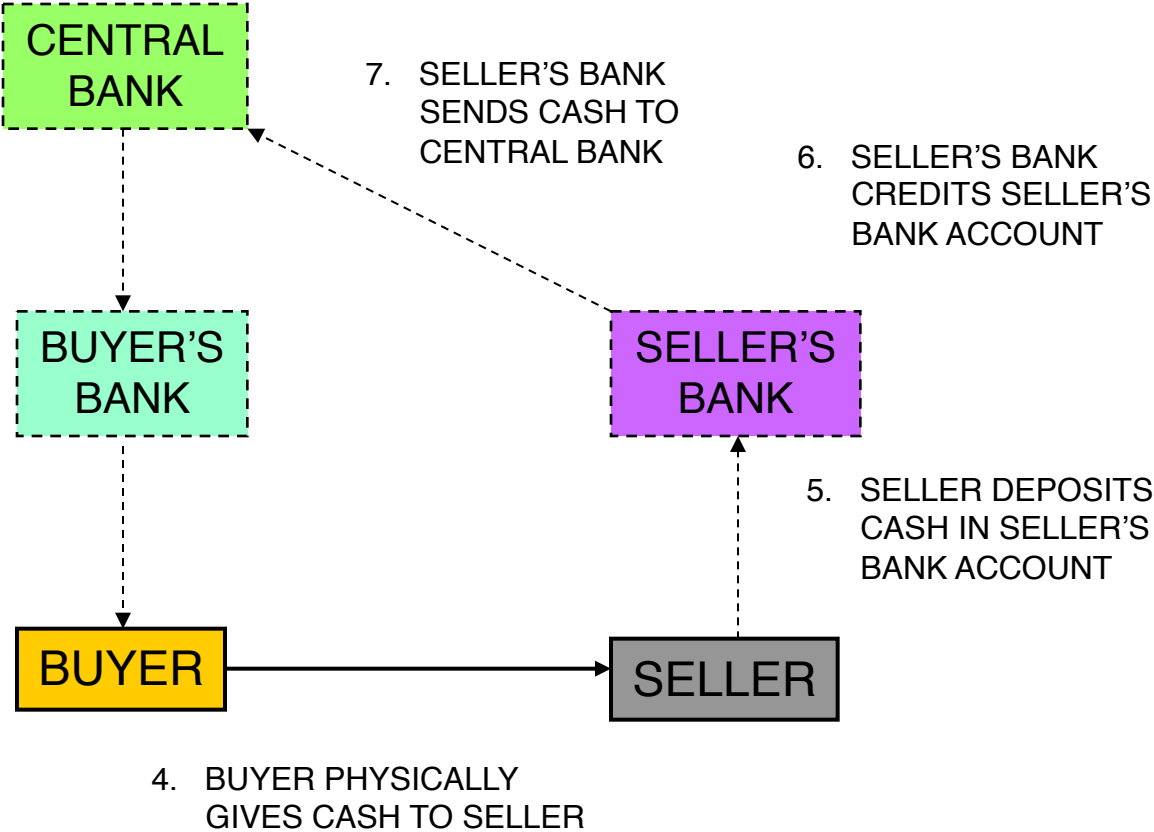 CENTRAL
BANK
7. SELLER’S BANK
SENDS CASH TO
CENTRAL BANK
6. SELLER’S BANK
CREDITS SELLER’S
BANK ACCOUNT
BUYER’S
BANK
SELLER’S
BANK
5. SELLER DEPOSITS
CASH IN SELLER’S
BANK ACCOUNT
BUYER
SELLER
4. BUYER PHYSICALLY
GIVES CASH TO SELLER